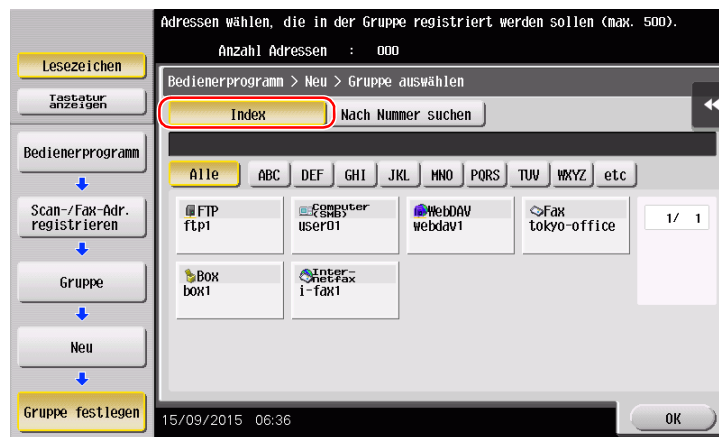 Adressen wählen, die in der Gruppe registriert werden sollen (max. 500).
Anzahl Adressen : 000
Lesezeichen
Tastatur
anzeigen
Bedienerprogramm
Scan-/Fax-Adr.
registrieren
Gruppe
Neu
Gruppe festlegen
Bedienerprogramm > Neu > Gruppe auswählen
Index
Nach Nummer suchen
Alle ABC DEF GHI JKL MNO PQRS TUV WXYZ etc
FTP
ftp1
Computer
(SMB)
user01
WebDAV
webdav1
Fax
tokyo-office
1/ 1
Box
box1
Inter-
netfax
i-fax1
15/09/2015 06:36
OK